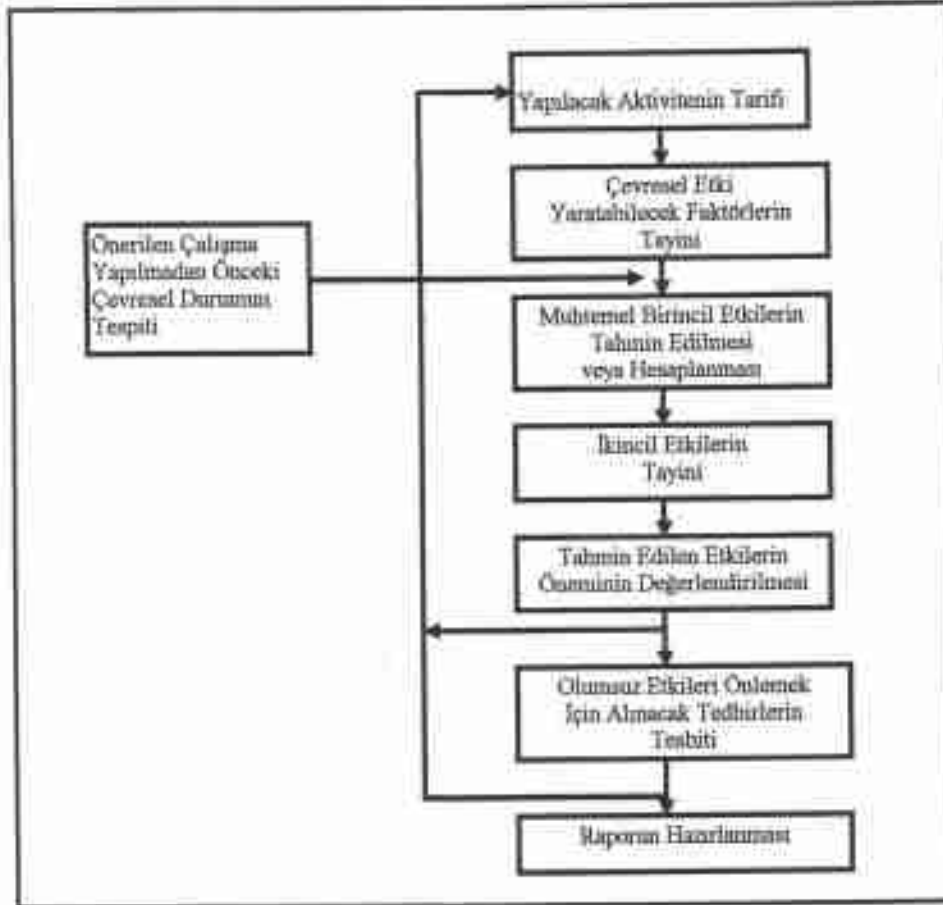 Yapılacak Aktivitenin Tarifi
Çevresel Etki
Yaratabilecek Faktörlerin
Tayini
Önerilen Çalışma
Yapılmadan Önceki
Çevresel Durumun
Tespiti
Muhtemel Birincil Etkilerin
Tahmin Edilmesi
veya Hesaplanması
İkincil Etkilerin
Tayini
Tahmin Edilen Etkilerin
Öneminin Değerlendirilmesi
Olumsuz Etkileri Önlemek
İçin Alınacak Tedbirlerin
Tesbiti
Raporun Hazırlanması